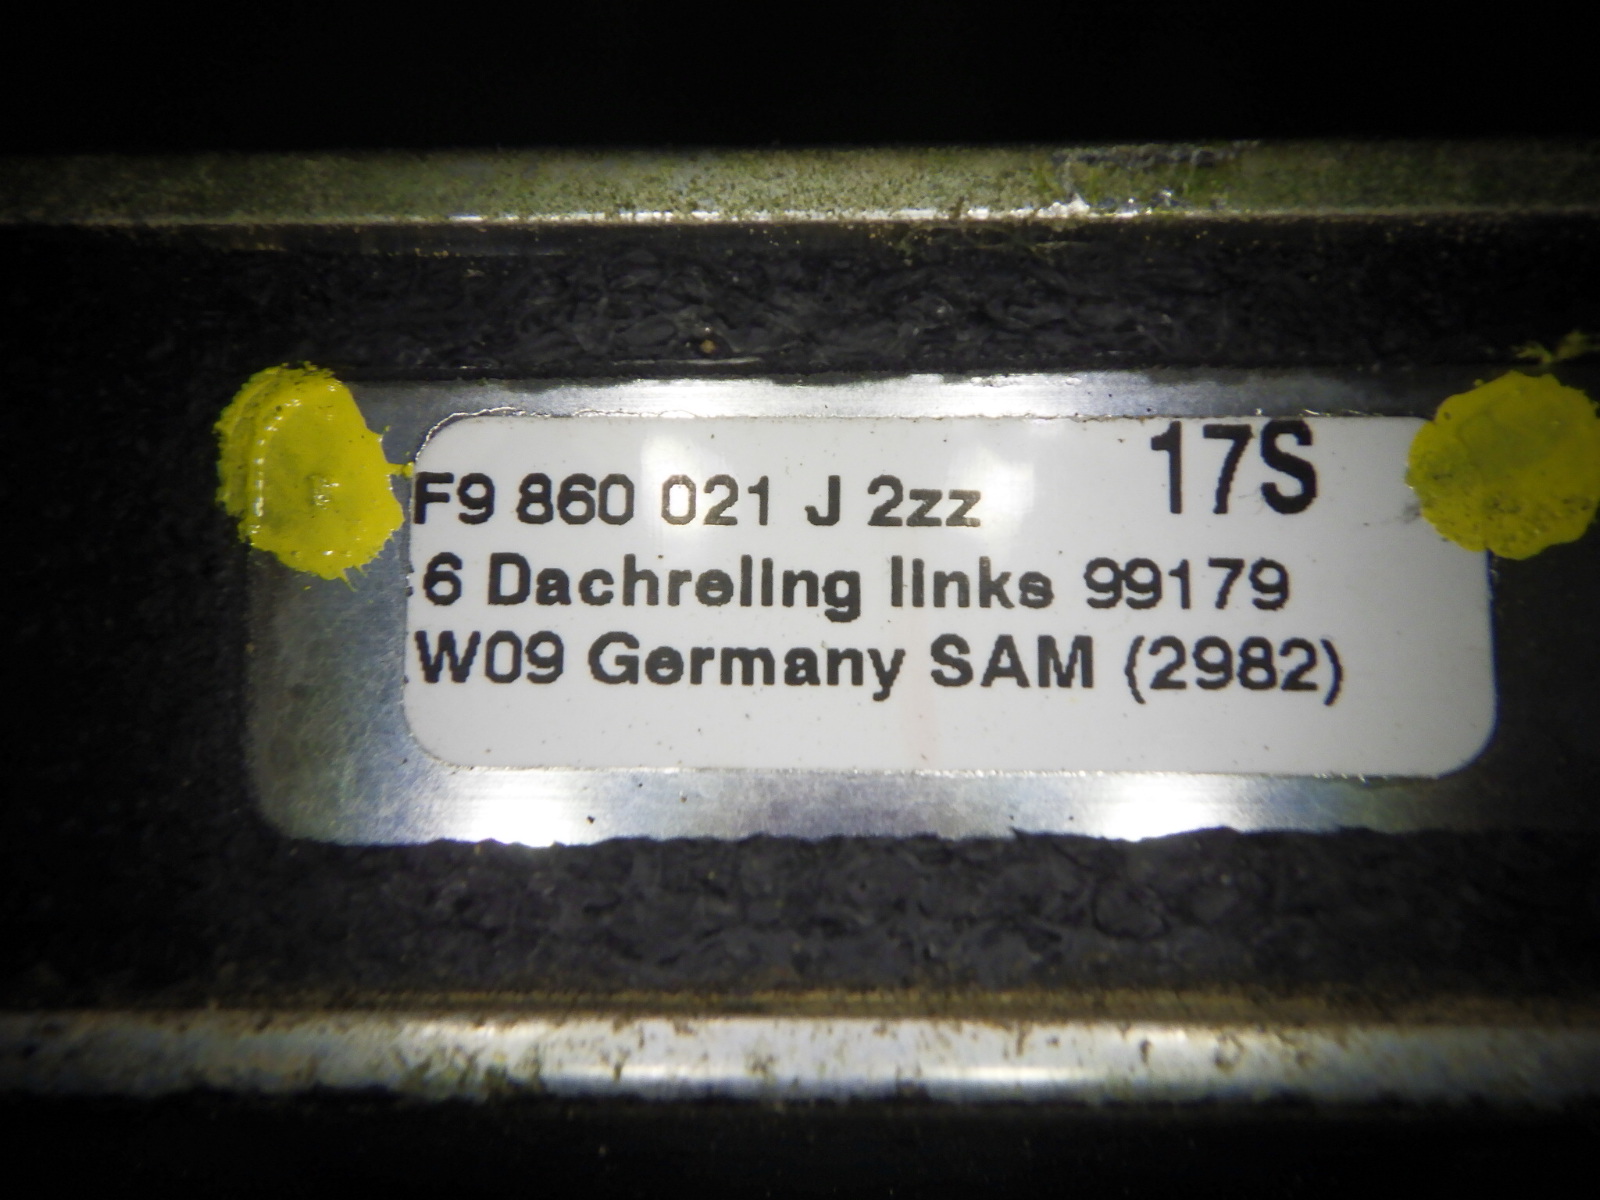 F9 860 021 J 2zz 17S
6 Dachreling links 99179
W09 Germany SAM (2982)